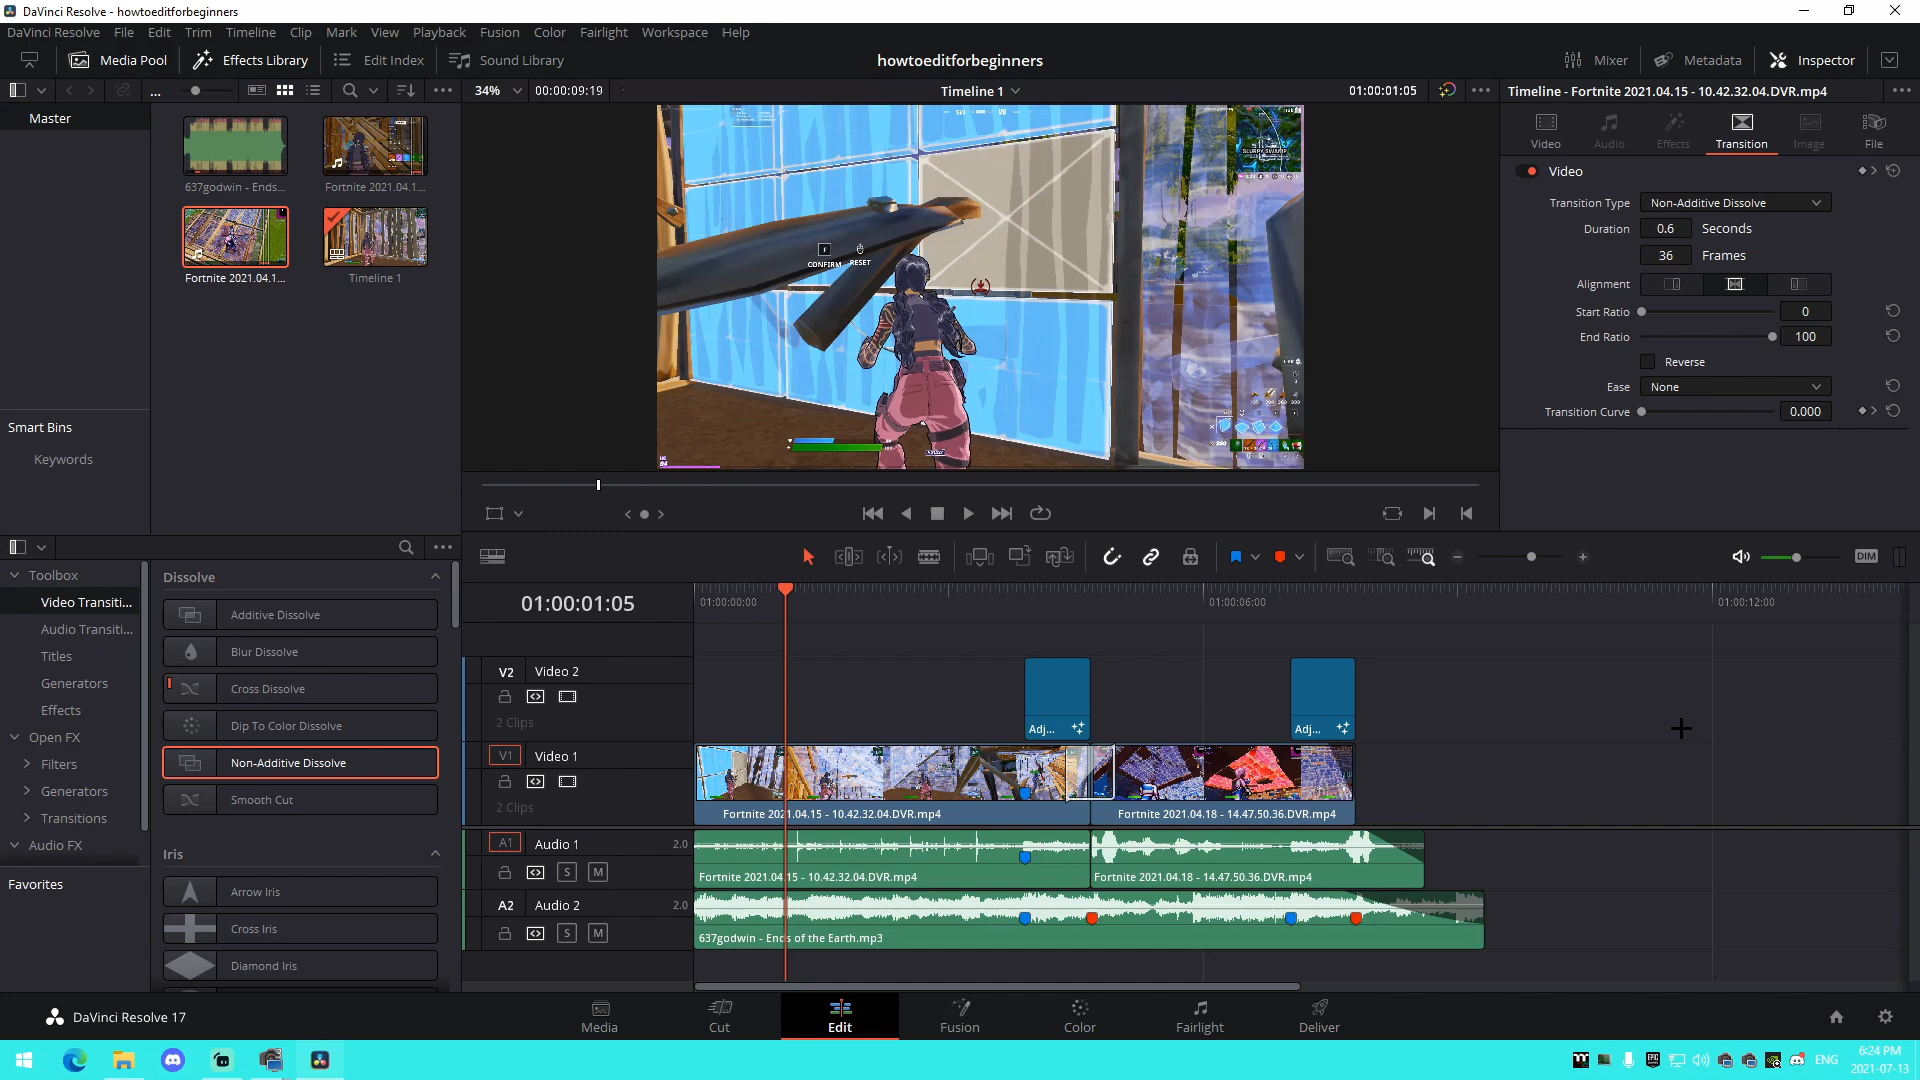 DaVinci Resolve - howtoeditforbeginners
DaVinci Resolve File Edit Trim Timeline Clip Mark View Playback Fusion Color Fairlight Workspace Help
Media Pool Effects Library Edit Index Sound Library
howtoeditforbeginners
Mixer Metadata Inspector
...
34% 00:00:09:19
Timeline 1
01:00:01:05
Timeline - Fortnite 2021.04.15 - 10.42.32.04.DVR.mp4
Master
637godwin - Ends...
Fortnite 2021.04.1...
Fortnite 2021.04.1...
Timeline 1
Smart Bins
Keywords
SLURPY SWAMP
CONFIRM RESET
Video Audio Effects Transition Image File
Video
Transition Type Non-Additive Dissolve
Duration 0.6 Seconds
36 Frames
Alignment
Start Ratio 0
End Ratio 100
Reverse
Ease None
Transition Curve 0.000
Toolbox
Video Transiti...
Audio Transiti...
Titles
Generators
Effects
Open FX
Filters
Generators
Transitions
Audio FX
Favorites
Dissolve
Additive Dissolve
Blur Dissolve
Cross Dissolve
Dip To Color Dissolve
Non-Additive Dissolve
Smooth Cut
Iris
Arrow Iris
Cross Iris
Diamond Iris
DIM
01:00:01:05
01:00:00:00
01:00:06:00
01:00:12:00
V2 Video 2
2 Clips
Adj...
Adj...
V1 Video 1
2 Clips
Fortnite 2021.04.15 - 10.42.32.04.DVR.mp4
Fortnite 2021.04.18 - 14.47.50.36.DVR.mp4
A1 Audio 1 2.0
S M
Fortnite 2021.04.15 - 10.42.32.04.DVR.mp4
Fortnite 2021.04.18 - 14.47.50.36.DVR.mp4
A2 Audio 2 2.0
S M
637godwin - Ends of the Earth.mp3
DaVinci Resolve 17
Media Cut Edit Fusion Color Fairlight Deliver
ENG
6:24 PM
2021-07-13